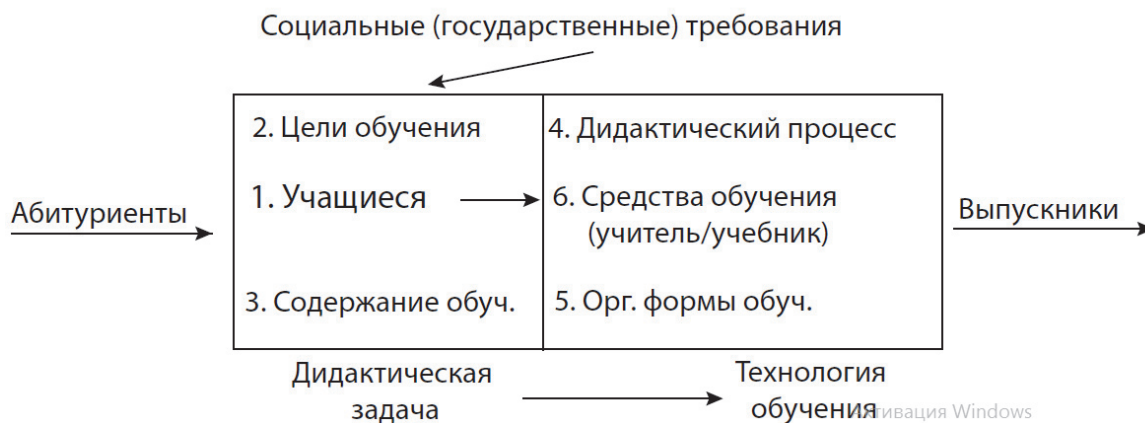 Социальные (государственные) требования
2. Цели обучения
4. Дидактический процесс
Абитуриенты
1. Учащиеся
6. Средства обучения
(учитель/учебник)
Выпускники
3. Содержание обуч.
5. Орг. формы обуч.
Дидактическая
задача
Технология
обучения
Активация Windows